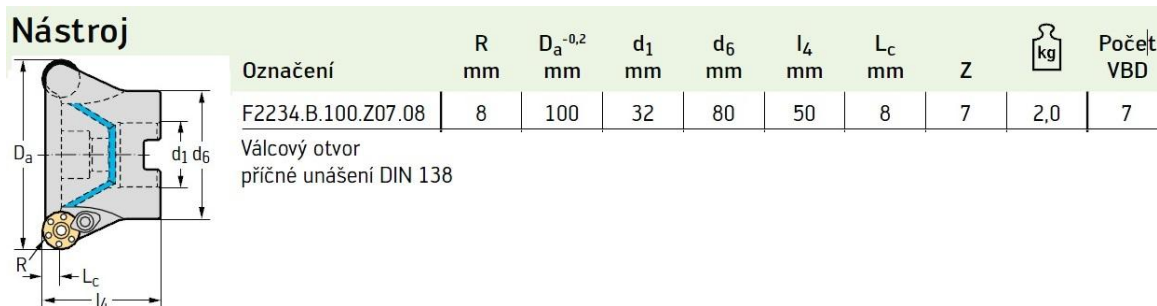 Nástroj
Označení R mm Da-0,2 mm d1 mm d6 mm l4 mm Lc mm Z kg Počet VBD
F2234.B.100.Z07.08 8 100 32 80 50 8 7 2,0 7
Válcový otvor
příčné unášení DIN 138
Da d1 d6
R
Lc
l4